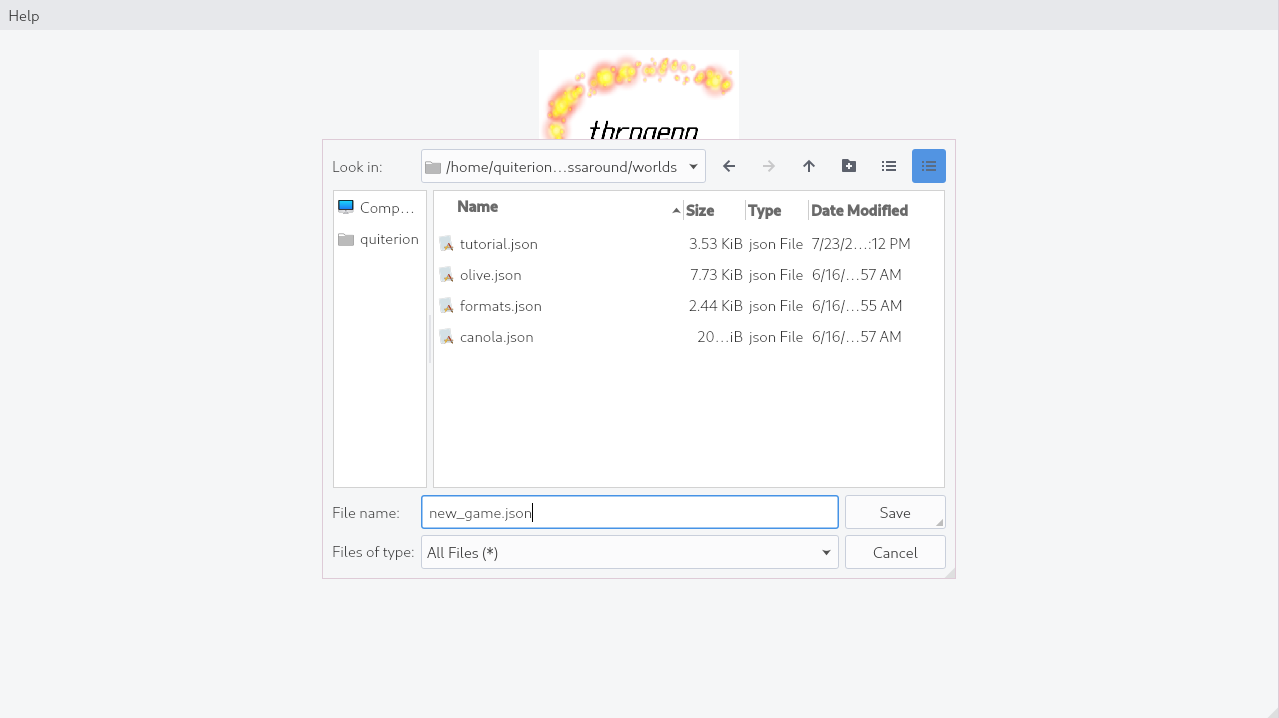 Help
Look in:
/home/quiterion...ssaround/worlds
Comp...
quiterion
Name Size Type Date Modified
tutorial.json 3.53 KiB json File 7/23/2...:12 PM
olive.json 7.73 KiB json File 6/16/...57 AM
formats.json 2.44 KiB json File 6/16/...55 AM
canola.json 20...iB json File 6/16/...57 AM
File name: new_game.json Save
Files of type: All Files (*) Cancel